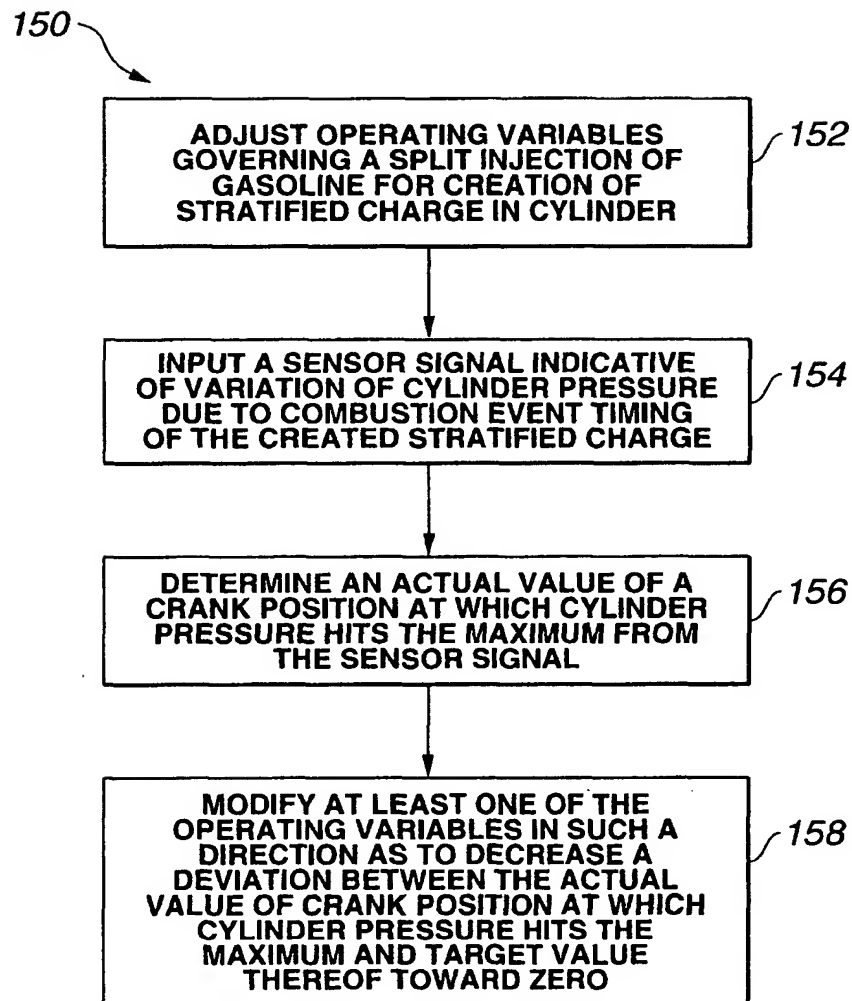 150
ADJUST OPERATING VARIABLES
GOVERNING A SPLIT INJECTION OF
GASOLINE FOR CREATION OF
STRATIFIED CHARGE IN CYLINDER
152
INPUT A SENSOR SIGNAL INDICATIVE
OF VARIATION OF CYLINDER PRESSURE
DUE TO COMBUSTION EVENT TIMING
OF THE CREATED STRATIFIED CHARGE
154
DETERMINE AN ACTUAL VALUE OF A
CRANK POSITION AT WHICH CYLINDER
PRESSURE HITS THE MAXIMUM FROM
THE SENSOR SIGNAL
156
MODIFY AT LEAST ONE OF THE
OPERATING VARIABLES IN SUCH A
DIRECTION AS TO DECREASE A
DEVIATION BETWEEN THE ACTUAL
VALUE OF CRANK POSITION AT WHICH
CYLINDER PRESSURE HITS THE
MAXIMUM AND TARGET VALUE
THEREOF TOWARD ZERO
158